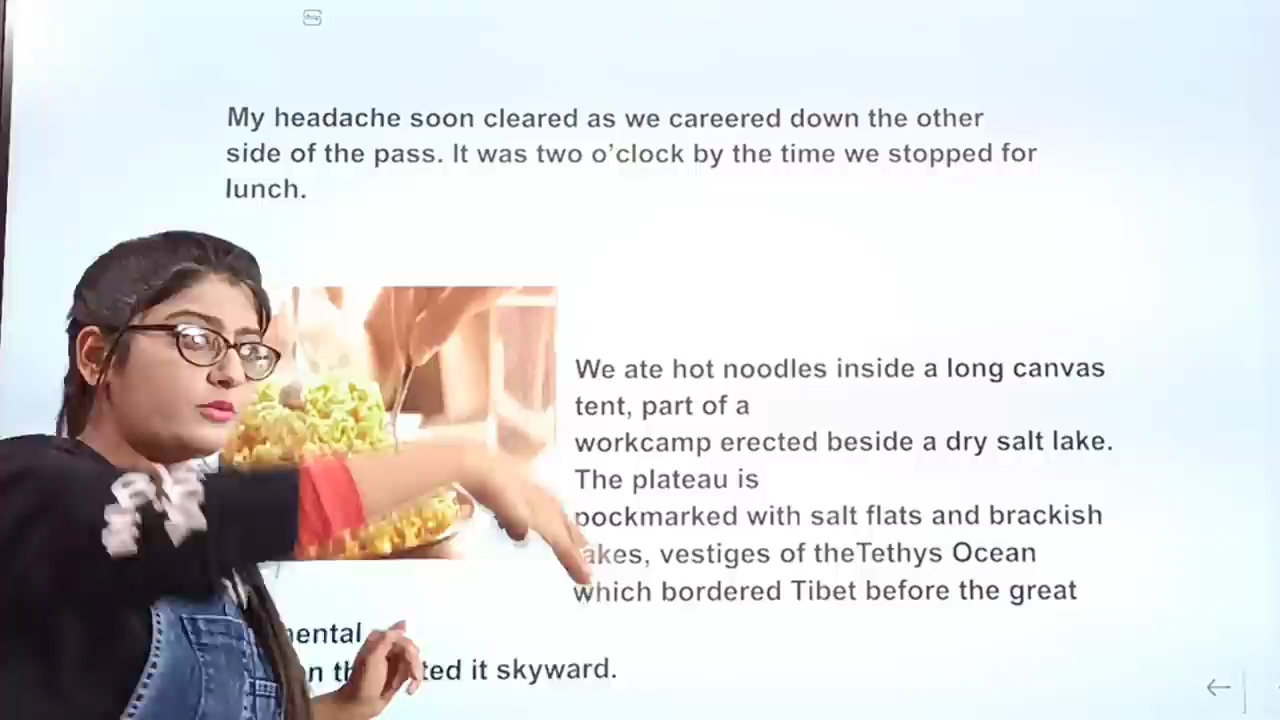 My headache soon cleared as we careered down the other
side of the pass. It was two o'clock by the time we stopped for
lunch.
We ate hot noodles inside a long canvas
tent, part of a
workcamp erected beside a dry salt lake.
The plateau is
pockmarked with salt flats and brackish
akes, vestiges of theTethys Ocean
which bordered Tibet before the great
it skyward.